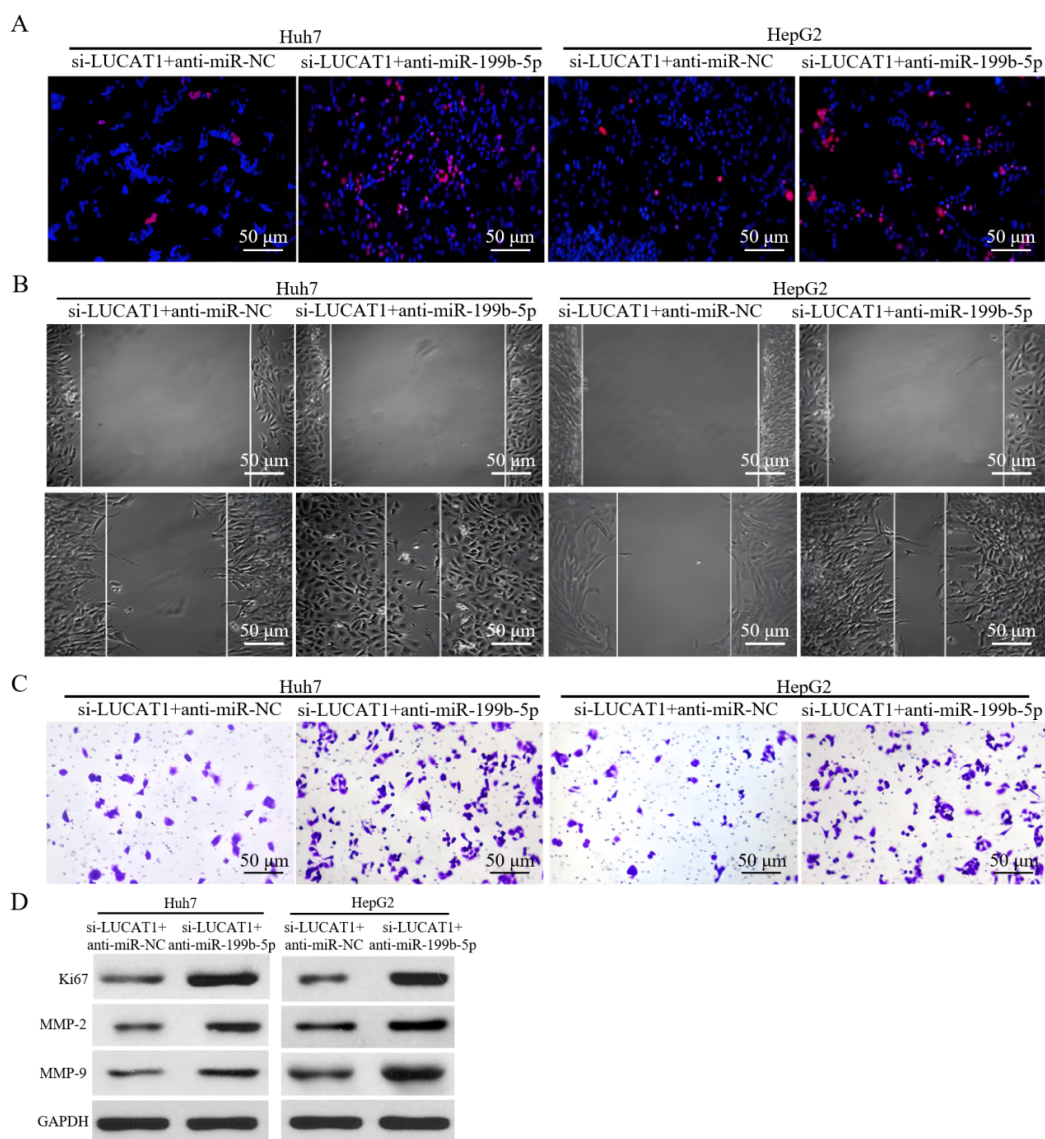 A
Huh7
HepG2
si-LUCAT1+anti-miR-NC
si-LUCAT1+anti-miR-199b-5p
si-LUCAT1+anti-miR-NC
si-LUCAT1+anti-miR-199b-5p
50 μm
50 μm
50 μm
50 μm
B
Huh7
HepG2
si-LUCAT1+anti-miR-NC
si-LUCAT1+anti-miR-199b-5p
si-LUCAT1+anti-miR-NC
si-LUCAT1+anti-miR-199b-5p
50 μm
50 μm
50 μm
50 μm
50 μm
50 μm
50 μm
50 μm
C
Huh7
HepG2
si-LUCAT1+anti-miR-NC
si-LUCAT1+anti-miR-199b-5p
si-LUCAT1+anti-miR-NC
si-LUCAT1+anti-miR-199b-5p
50 μm
50 μm
50 μm
50 μm
D
Huh7
HepG2
si-LUCAT1+
anti-miR-NC
si-LUCAT1+
anti-miR-199b-5p
si-LUCAT1+
anti-miR-NC
si-LUCAT1+
anti-miR-199b-5p
Ki67
MMP-2
MMP-9
GAPDH